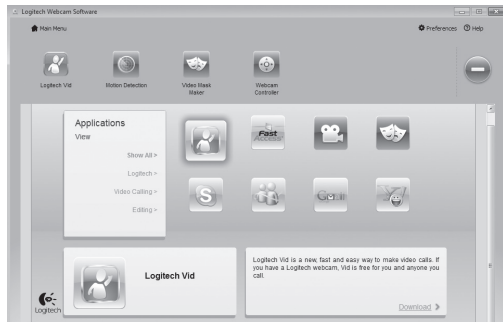 Logitech Webcam Software
Main Menu
Preferences
Help
Logitech Vid
Motion Detection
Video Mask
Maker
Webcam
Controller
Applications
View
Show All >
Logitech >
Video Calling >
Editing >
Fast
Access
Gmail
Logitech Vid
Logitech Vid is a new, fast and easy way to make video calls. If
you have a Logitech webcam, Vid is free for you and anyone you
call.
Download >
Logitech